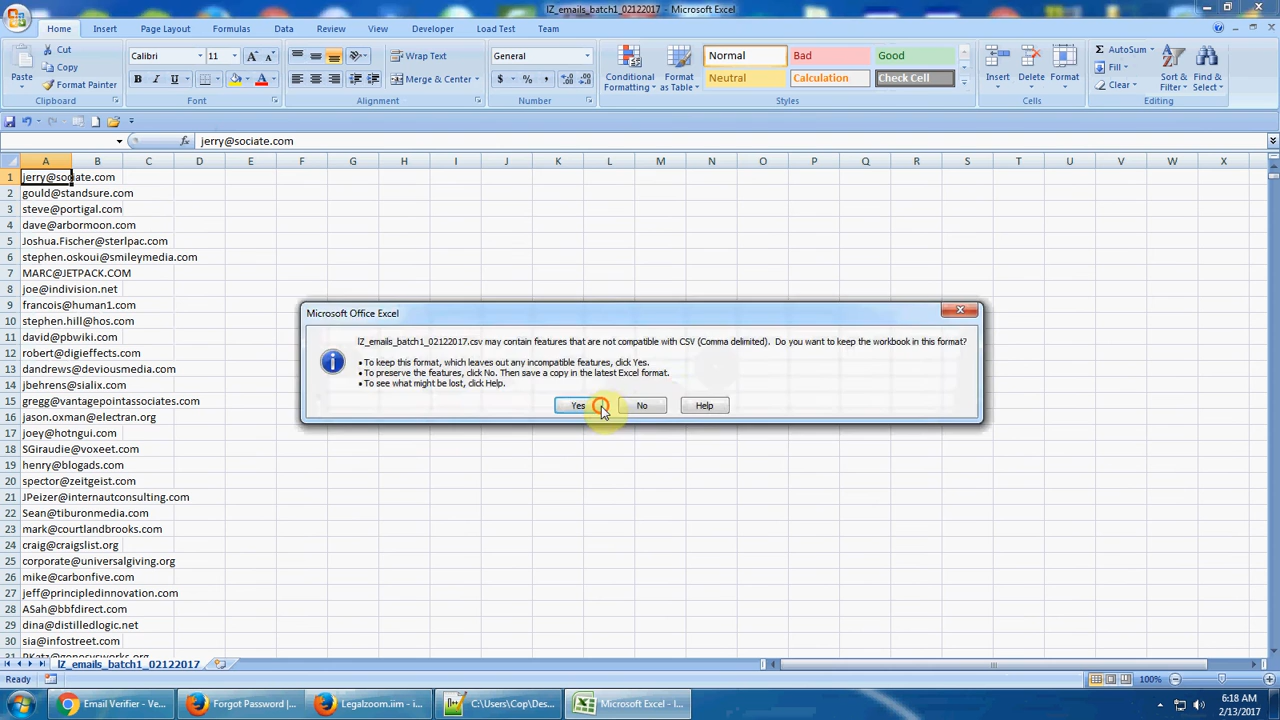 lZ_emails_batch1_02122017 - Microsoft Excel
Home Insert Page Layout Formulas Data Review View Developer Load Test Team
Paste
Cut
Copy
Format Painter
Clipboard
Calibri 11
B I U
Font
Wrap Text
Merge & Center
Alignment
General
$ % ,
Number
Conditional Formatting
Format as Table
Normal Bad Good
Neutral Calculation Check Cell
Styles
Insert Delete Format
Cells
AutoSum
Fill
Clear
Sort & Filter
Find & Select
Editing
fx jerry@sociate.com
A B C D E F G H I J K L M N O P Q R S T U V W X
1 jerry@sociate.com
2 gould@standsure.com
3 steve@portigal.com
4 dave@arbormoon.com
5 Joshua.Fischer@sterlpac.com
6 stephen.oskoui@smileymedia.com
7 MARC@JETPACK.COM
8 joe@indivision.net
9 francois@human1.com
10 stephen.hill@hos.com
11 david@pbwiki.com
12 robert@digieffects.com
13 dandrews@deviousmedia.com
14 jbehrens@sialix.com
15 gregg@vantagepointassociates.com
16 jason.oxman@electran.org
17 joey@hotngui.com
18 SGiraudie@voxeet.com
19 henry@blogads.com
20 spector@zeitgeist.com
21 JPeizer@internautconsulting.com
22 Sean@tiburonmedia.com
23 mark@courtlandbrooks.com
24 craig@craigslist.org
25 corporate@universalgiving.org
26 mike@carbonfive.com
27 jeff@principledinnovation.com
28 ASah@bbfdirect.com
29 dina@distilledlogic.net
30 sia@infostreet.com
Microsoft Office Excel
lZ_emails_batch1_02122017.csv may contain features that are not compatible with CSV (Comma delimited). Do you want to keep the workbook in this format?
• To keep this format, which leaves out any incompatible features, click Yes.
• To preserve the features, click No. Then save a copy in the latest Excel format.
• To see what might be lost, click Help.
Yes No Help
lZ_emails_batch1_02122017
Ready 100%
Email Verifier - Ve...
Forgot Password |...
Legalzoom.iim - i...
C:\Users\Cop\Des...
Microsoft Excel - l...
6:18 AM
2/13/2017